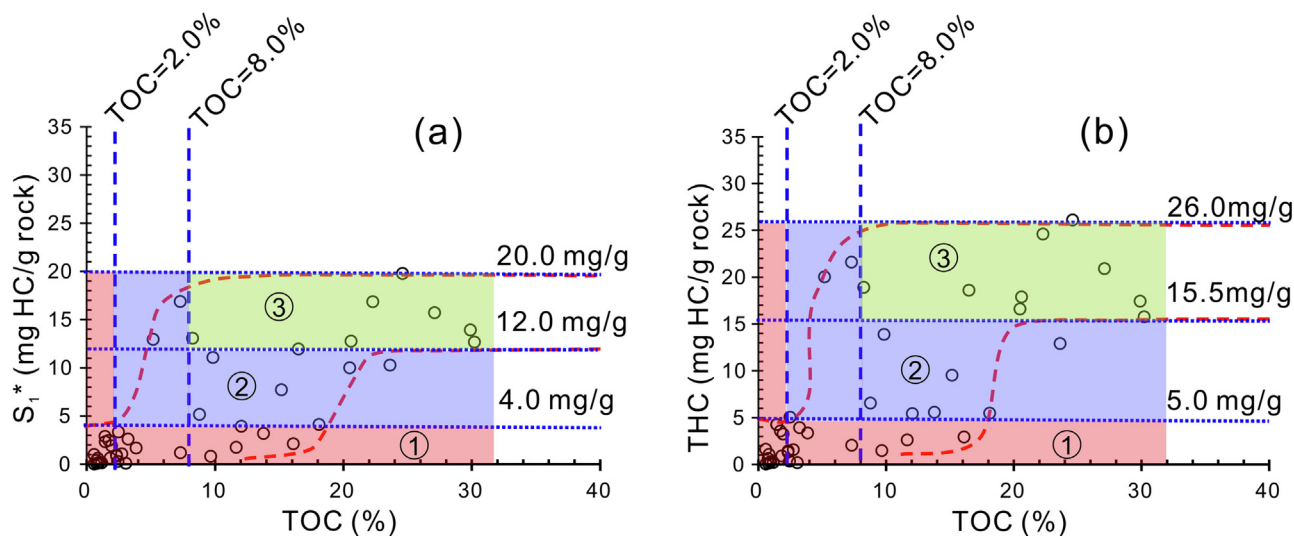 TOC=2.0%
TOC=8.0%
(a)
35
30
25
20
15
10
5
0
S₁* (mg HC/g rock)
20.0 mg/g
12.0 mg/g
4.0 mg/g
③
②
①
0 10 20 30 40
TOC (%)
TOC=2.0%
TOC=8.0%
(b)
35
30
25
20
15
10
5
0
THC (mg HC/g rock)
26.0mg/g
15.5mg/g
5.0 mg/g
③
②
①
0 10 20 30 40
TOC (%)